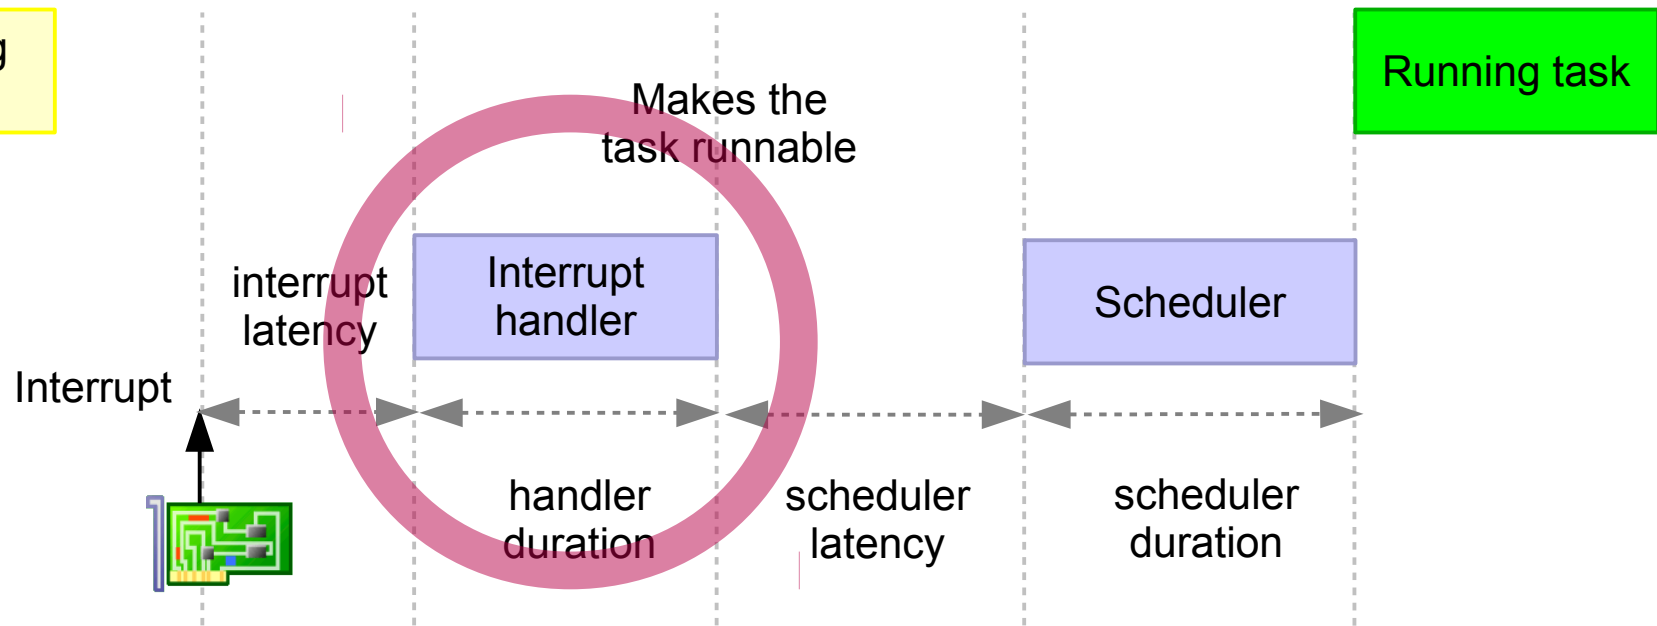 g
Running task
Makes the
task runnable
interrupt
latency
Interrupt
handler
Scheduler
Interrupt
handler
duration
scheduler
latency
scheduler
duration